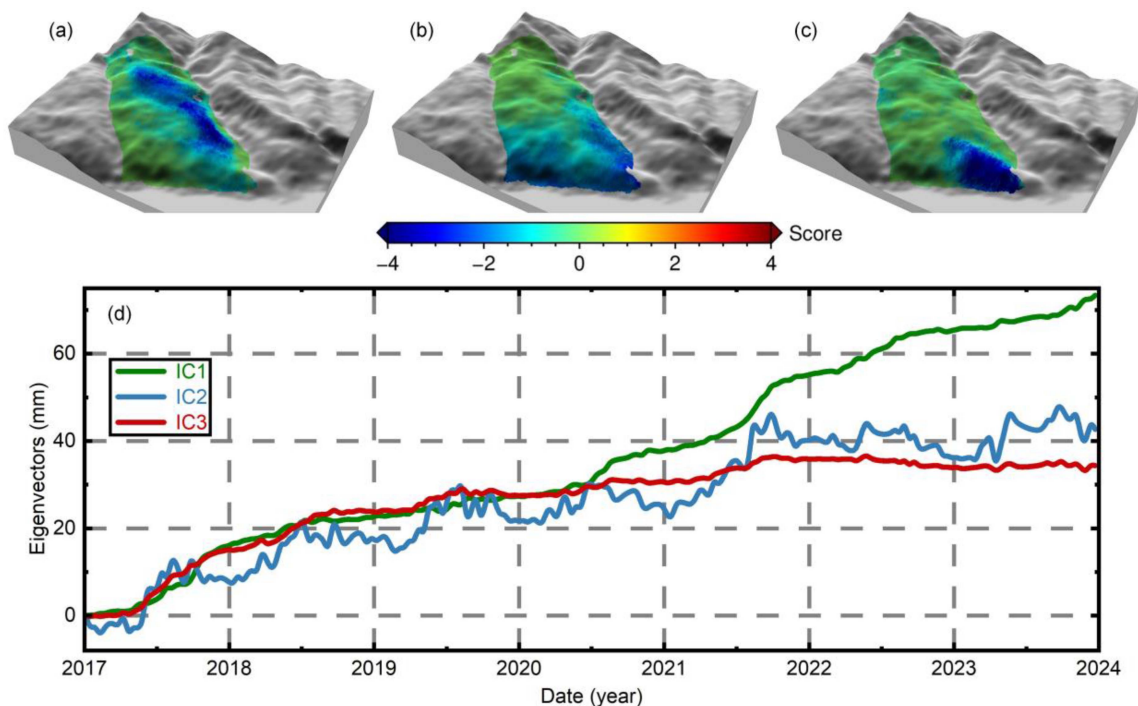 (a)
(b)
(c)
−4 −2 0 2 4 Score
(d)
IC1
IC2
IC3
Eigenvectors (mm)
60
40
20
0
2017 2018 2019 2020 2021 2022 2023 2024
Date (year)